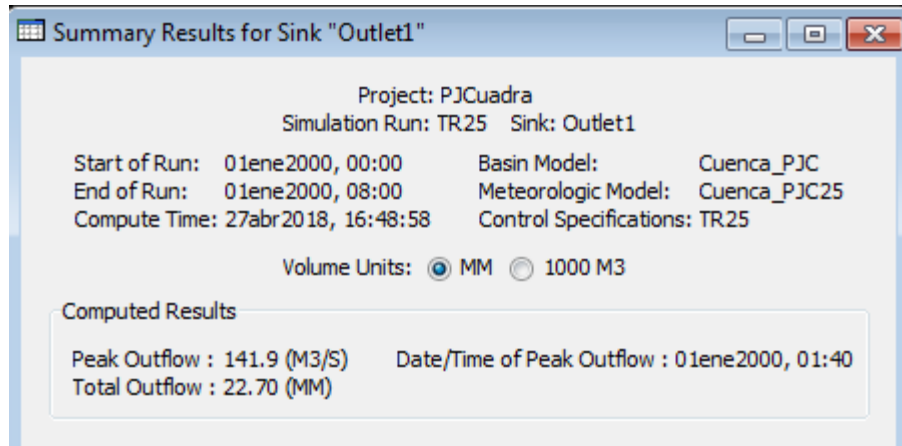 Summary Results for Sink "Outlet1"
Project: PJCuadra
Simulation Run: TR25 Sink: Outlet1
Start of Run: 01ene2000, 00:00 Basin Model: Cuenca_PJC
End of Run: 01ene2000, 08:00 Meteorologic Model: Cuenca_PJC25
Compute Time: 27abr2018, 16:48:58 Control Specifications: TR25
Volume Units: MM 1000 M3
Computed Results
Peak Outflow : 141.9 (M3/S) Date/Time of Peak Outflow : 01ene2000, 01:40
Total Outflow : 22.70 (MM)